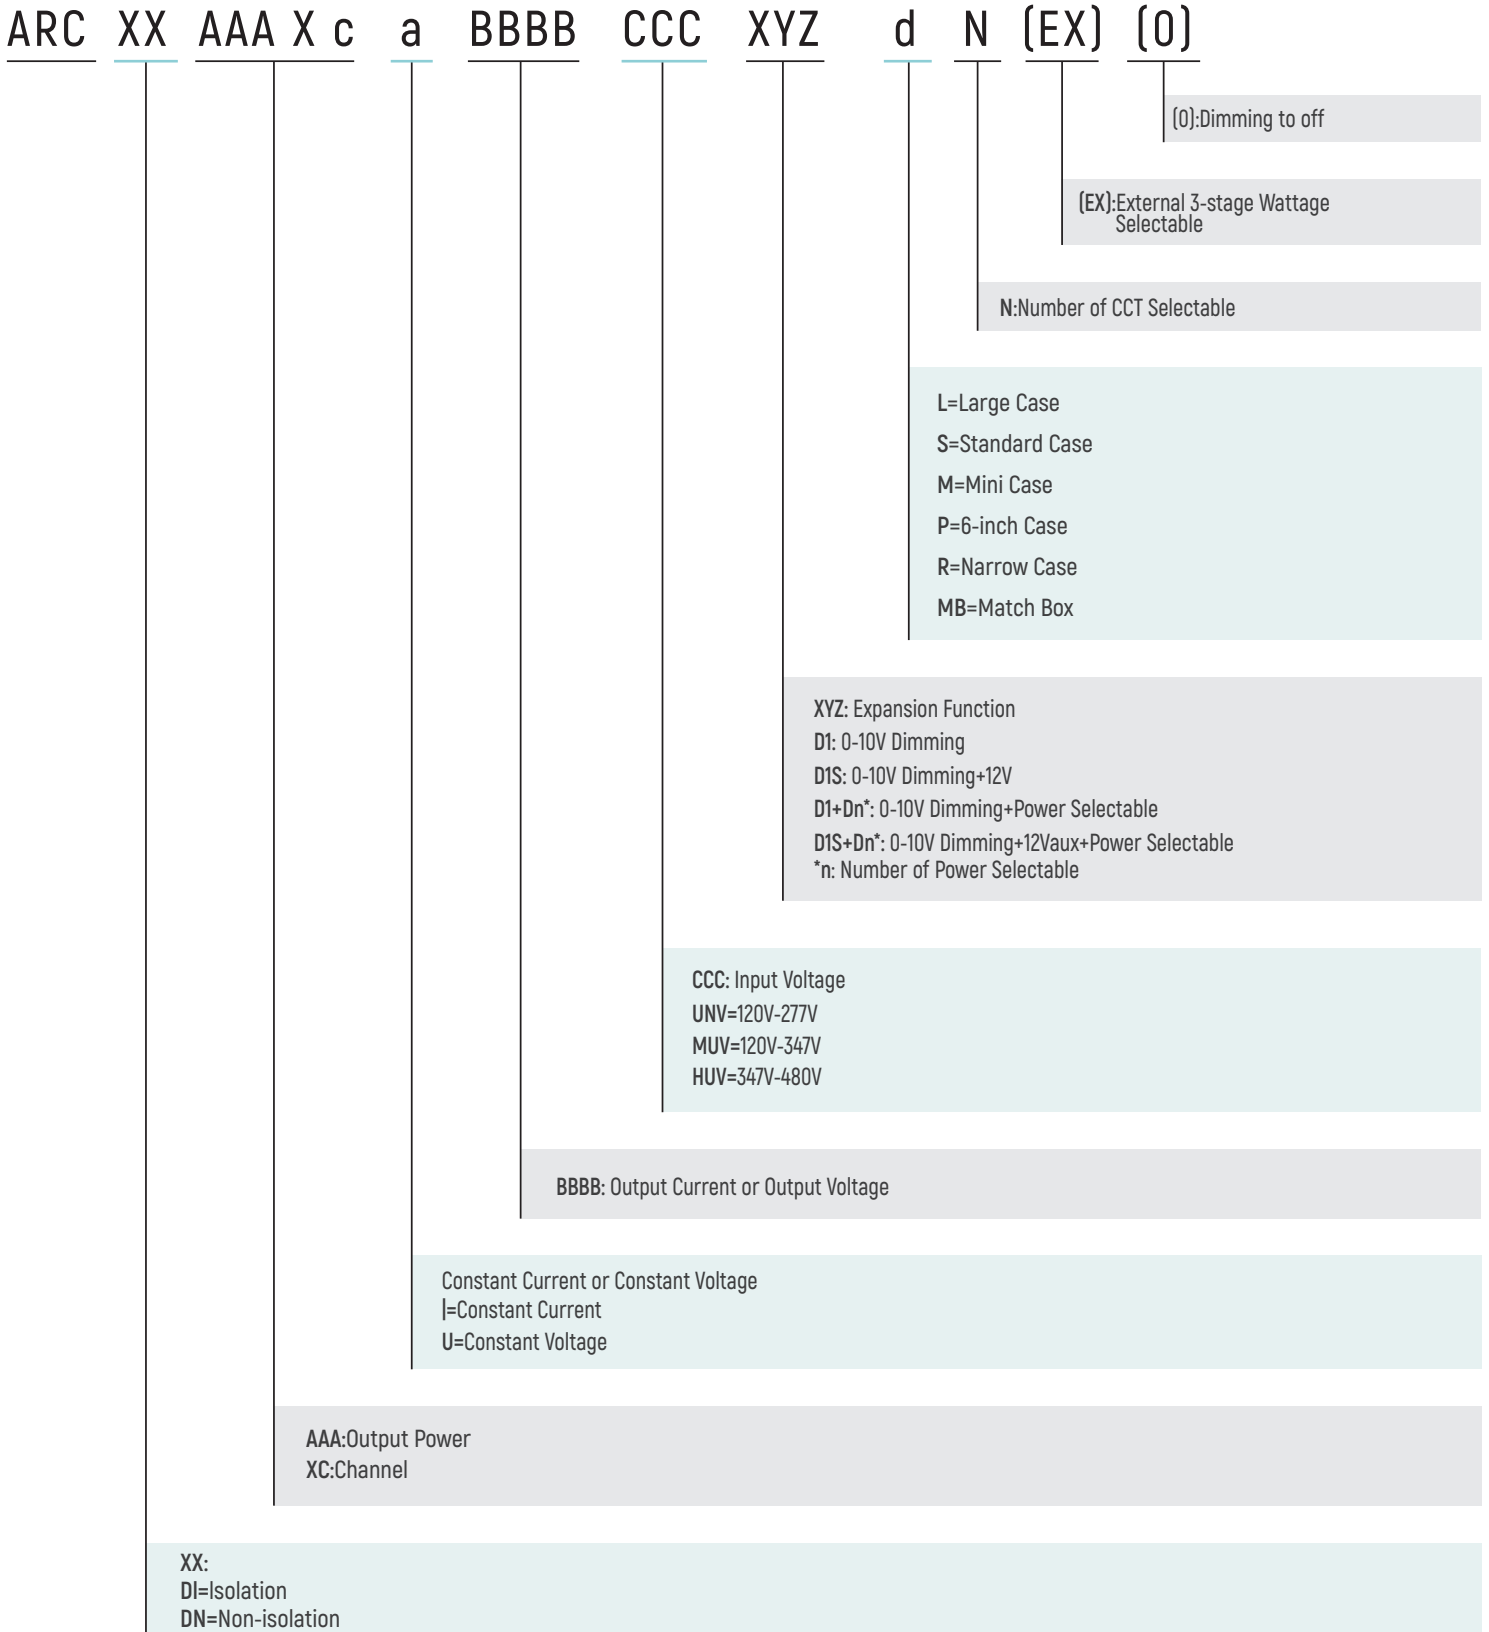 ARC XX AAA X c a BBBB CCC XYZ d N (EX) (0)
(0):Dimming to off
(EX):External 3-stage Wattage
Selectable
N:Number of CCT Selectable
L=Large Case
S=Standard Case
M=Mini Case
P=6-inch Case
R=Narrow Case
MB=Match Box
XYZ: Expansion Function
D1: 0-10V Dimming
D1S: 0-10V Dimming+12V
D1+Dn*: 0-10V Dimming+Power Selectable
D1S+Dn*: 0-10V Dimming+12Vaux+Power Selectable
*n: Number of Power Selectable
CCC: Input Voltage
UNV=120V-277V
MUV=120V-347V
HUV=347V-480V
BBBB: Output Current or Output Voltage
Constant Current or Constant Voltage
I=Constant Current
U=Constant Voltage
AAA:Output Power
XC:Channel
XX:
DI=Isolation
DN=Non-isolation